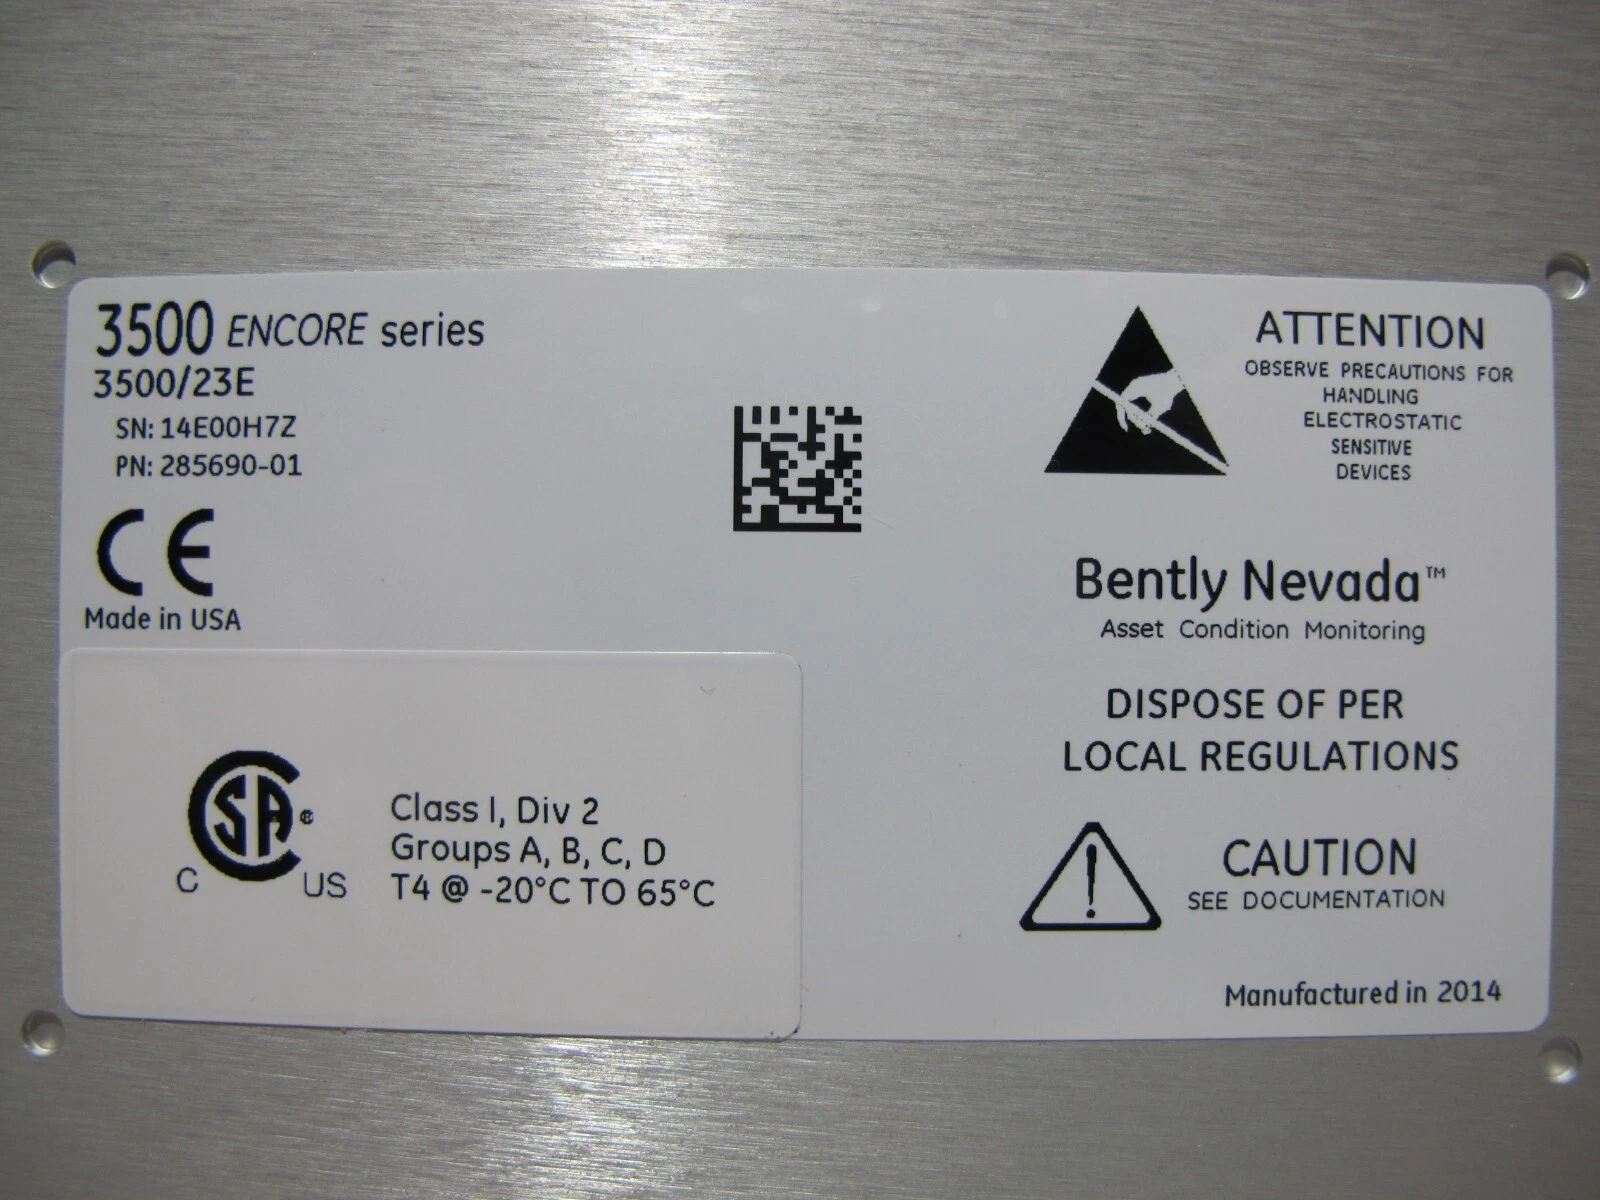 3500 ENCORE series
3500/23E
SN: 14E00H7Z
PN: 285690-01
CE
Made in USA
CSA®
C US
Class I, Div 2
Groups A, B, C, D
T4 @ -20°C TO 65°C
ATTENTION
OBSERVE PRECAUTIONS FOR
HANDLING
ELECTROSTATIC
SENSITIVE
DEVICES
Bently Nevada™
Asset Condition Monitoring
DISPOSE OF PER
LOCAL REGULATIONS
!
CAUTION
SEE DOCUMENTATION
Manufactured in 2014